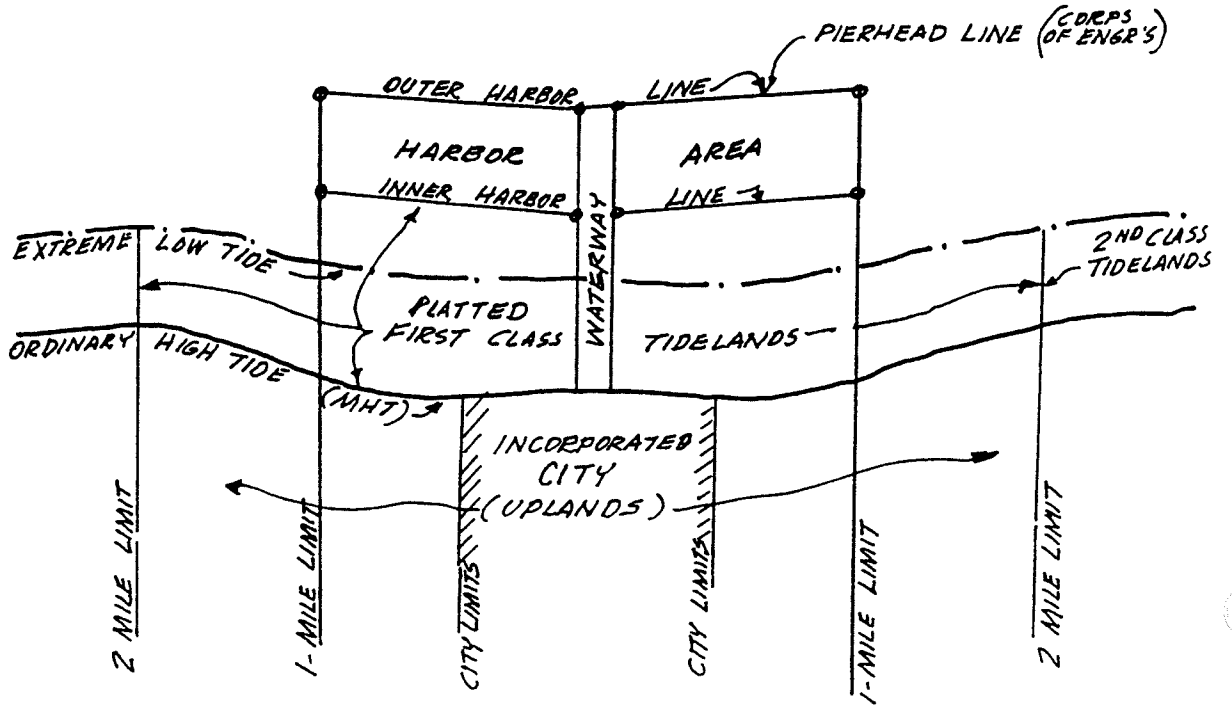 PIERHEAD LINE (CORPS
OF ENGR'S)
OUTER HARBOR LINE
HARBOR AREA
INNER HARBOR LINE
WATERWAY
EXTREME LOW TIDE
2ND CLASS
TIDELANDS
PLATTED
FIRST CLASS TIDELANDS
ORDINARY HIGH TIDE
(MHT)
INCORPORATED
CITY
(UPLANDS)
2 MILE LIMIT
1-MILE LIMIT
CITY LIMITS
CITY LIMITS
1-MILE LIMIT
2 MILE LIMIT